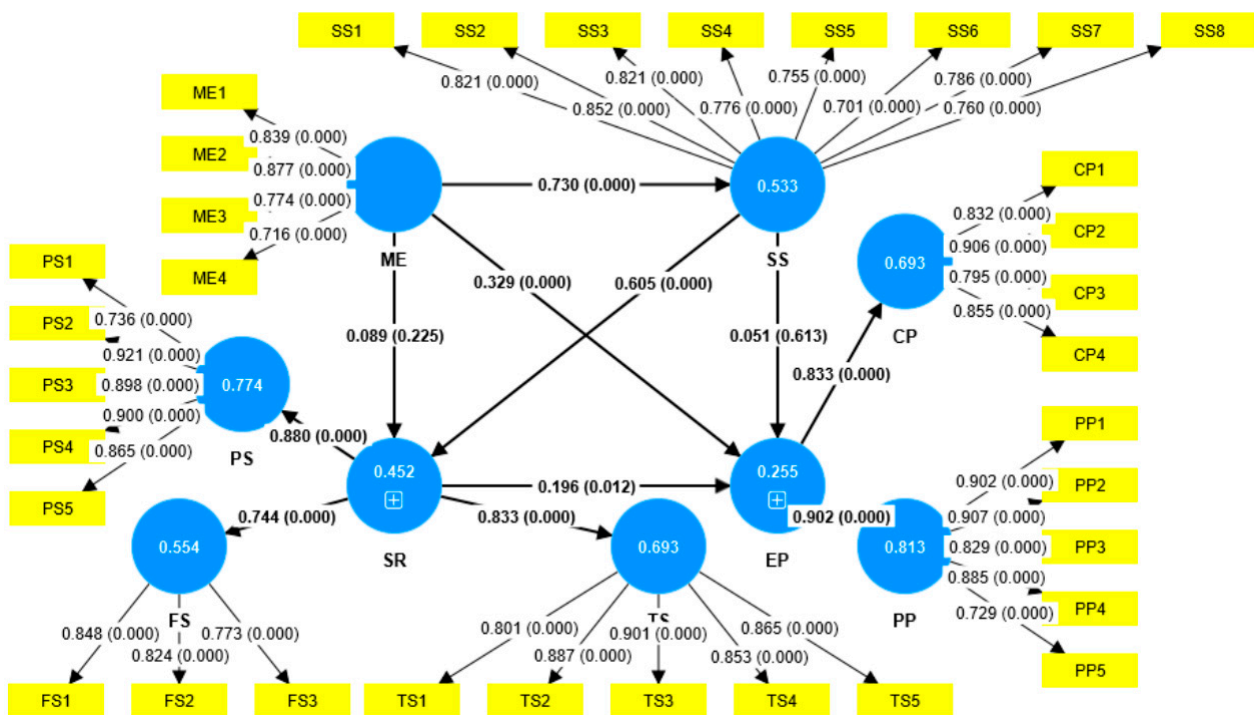 SS1 SS2 SS3 SS4 SS5 SS6 SS7 SS8
0.821 (0.000)
0.852 (0.000)
0.821 (0.000)
0.776 (0.000)
0.755 (0.000)
0.701 (0.000)
0.786 (0.000)
0.760 (0.000)
ME1
ME2
ME3
ME4
0.839 (0.000)
0.877 (0.000)
0.774 (0.000)
0.716 (0.000)
ME
0.730 (0.000)
0.533
SS
0.329 (0.000)
0.605 (0.000)
0.089 (0.225)
0.051 (0.613)
0.833 (0.000)
0.693
CP
0.832 (0.000)
0.906 (0.000)
0.795 (0.000)
0.855 (0.000)
CP1
CP2
CP3
CP4
PS1
PS2
PS3
PS4
PS5
0.736 (0.000)
0.921 (0.000)
0.898 (0.000)
0.900 (0.000)
0.865 (0.000)
0.774
PS
0.880 (0.000)
0.452
SR
0.196 (0.012)
0.255
EP
0.902 (0.000)
0.813
PP
0.902 (0.000)
0.907 (0.000)
0.829 (0.000)
0.885 (0.000)
0.729 (0.000)
PP1
PP2
PP3
PP4
PP5
0.744 (0.000)
0.833 (0.000)
0.554
FS
0.848 (0.000)
0.824 (0.000)
0.773 (0.000)
FS1 FS2 FS3
0.693
TS
0.801 (0.000)
0.887 (0.000)
0.901 (0.000)
0.853 (0.000)
0.865 (0.000)
TS1 TS2 TS3 TS4 TS5